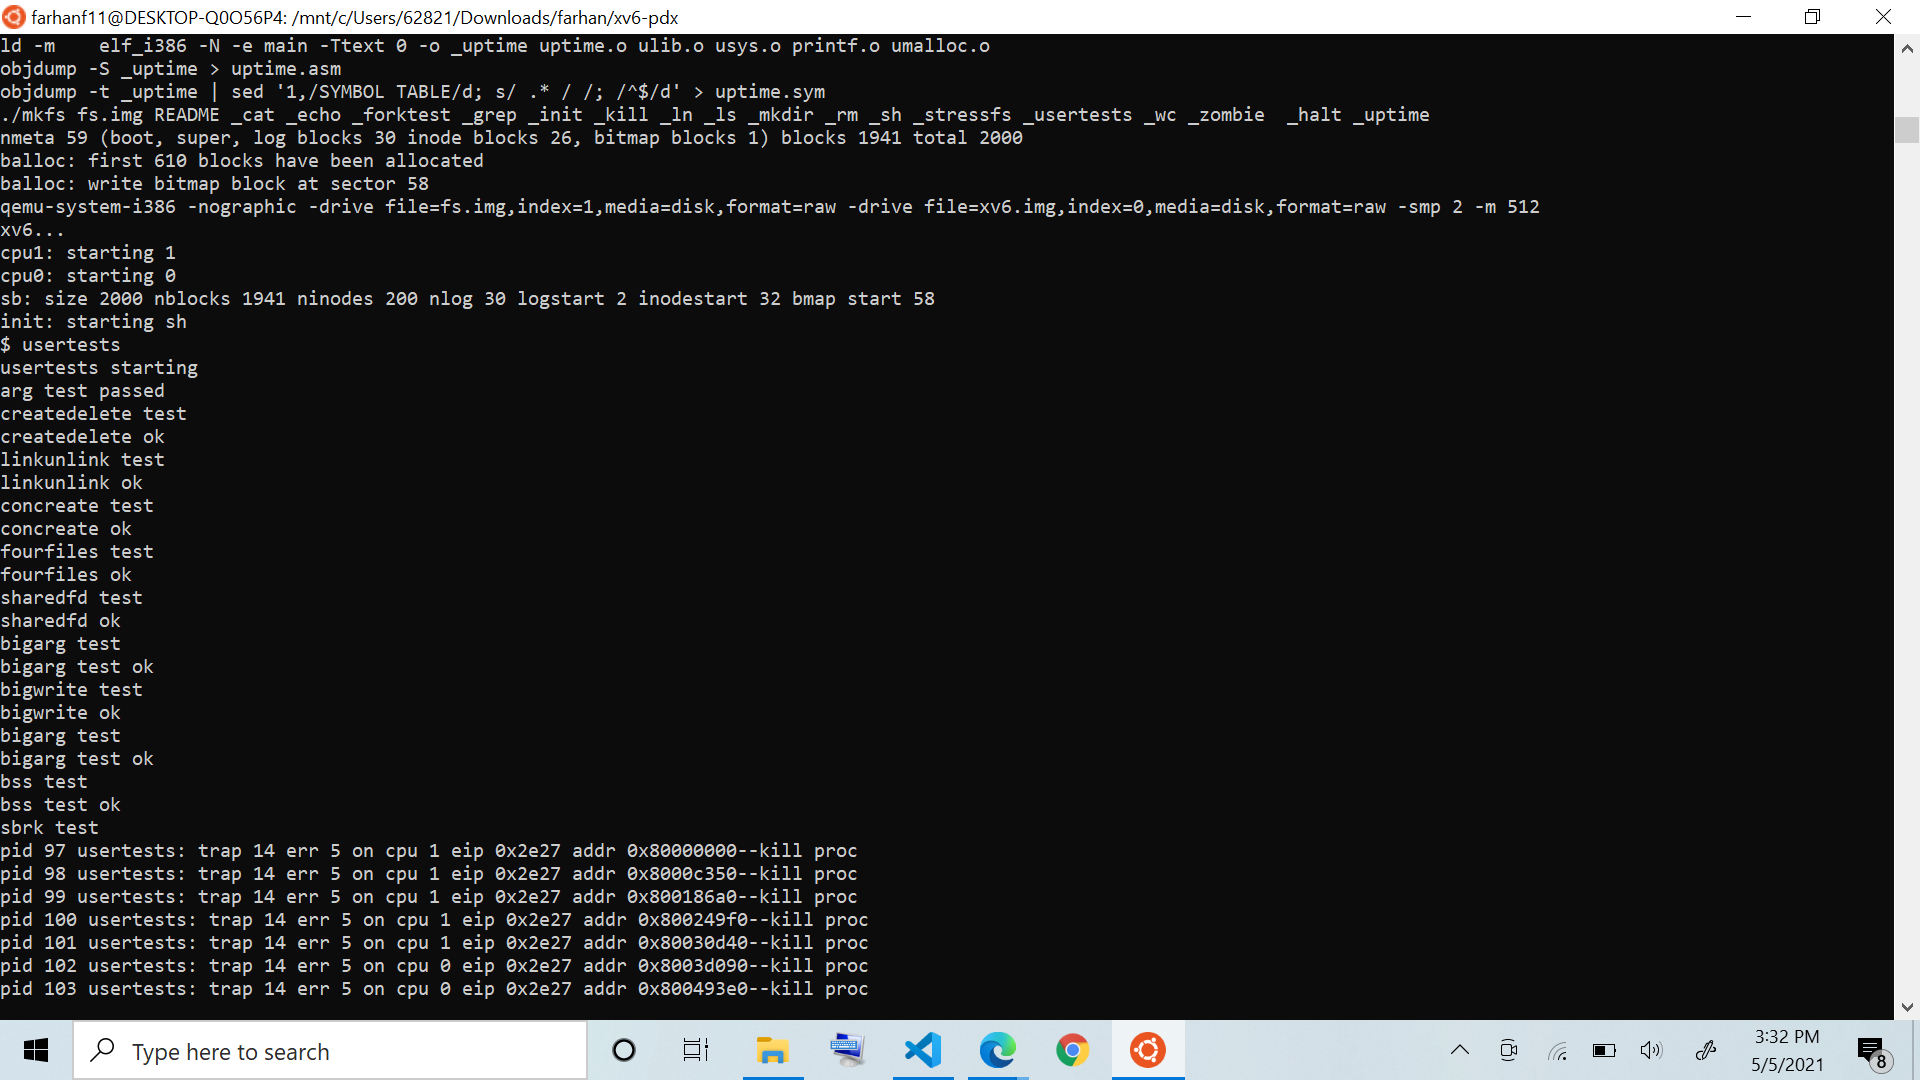 farhanf11@DESKTOP-Q0O56P4: /mnt/c/Users/62821/Downloads/farhan/xv6-pdx
ld -m    elf_i386 -N -e main -Ttext 0 -o _uptime uptime.o ulib.o usys.o printf.o umalloc.o
objdump -S _uptime > uptime.asm
objdump -t _uptime | sed '1,/SYMBOL TABLE/d; s/ .* / /; /^$/d' > uptime.sym
./mkfs fs.img README _cat _echo _forktest _grep _init _kill _ln _ls _mkdir _rm _sh _stressfs _usertests _wc _zombie  _halt _uptime
nmeta 59 (boot, super, log blocks 30 inode blocks 26, bitmap blocks 1) blocks 1941 total 2000
balloc: first 610 blocks have been allocated
balloc: write bitmap block at sector 58
qemu-system-i386 -nographic -drive file=fs.img,index=1,media=disk,format=raw -drive file=xv6.img,index=0,media=disk,format=raw -smp 2 -m 512
xv6...
cpu1: starting 1
cpu0: starting 0
sb: size 2000 nblocks 1941 ninodes 200 nlog 30 logstart 2 inodestart 32 bmap start 58
init: starting sh
$ usertests
usertests starting
arg test passed
createdelete test
createdelete ok
linkunlink test
linkunlink ok
concreate test
concreate ok
fourfiles test
fourfiles ok
sharedfd test
sharedfd ok
bigarg test
bigarg test ok
bigwrite test
bigwrite ok
bigarg test
bigarg test ok
bss test
bss test ok
sbrk test
pid 97 usertests: trap 14 err 5 on cpu 1 eip 0x2e27 addr 0x80000000--kill proc
pid 98 usertests: trap 14 err 5 on cpu 1 eip 0x2e27 addr 0x8000c350--kill proc
pid 99 usertests: trap 14 err 5 on cpu 1 eip 0x2e27 addr 0x800186a0--kill proc
pid 100 usertests: trap 14 err 5 on cpu 1 eip 0x2e27 addr 0x800249f0--kill proc
pid 101 usertests: trap 14 err 5 on cpu 1 eip 0x2e27 addr 0x80030d40--kill proc
pid 102 usertests: trap 14 err 5 on cpu 0 eip 0x2e27 addr 0x8003d090--kill proc
pid 103 usertests: trap 14 err 5 on cpu 0 eip 0x2e27 addr 0x800493e0--kill proc
Type here to search
3:32 PM
5/5/2021
8